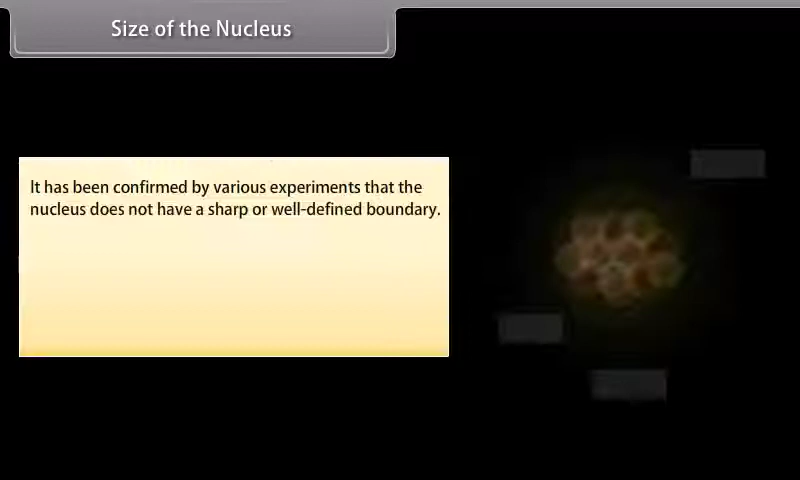 Size of the Nucleus
It has been confirmed by various experiments that the
nucleus does not have a sharp or well-defined boundary.